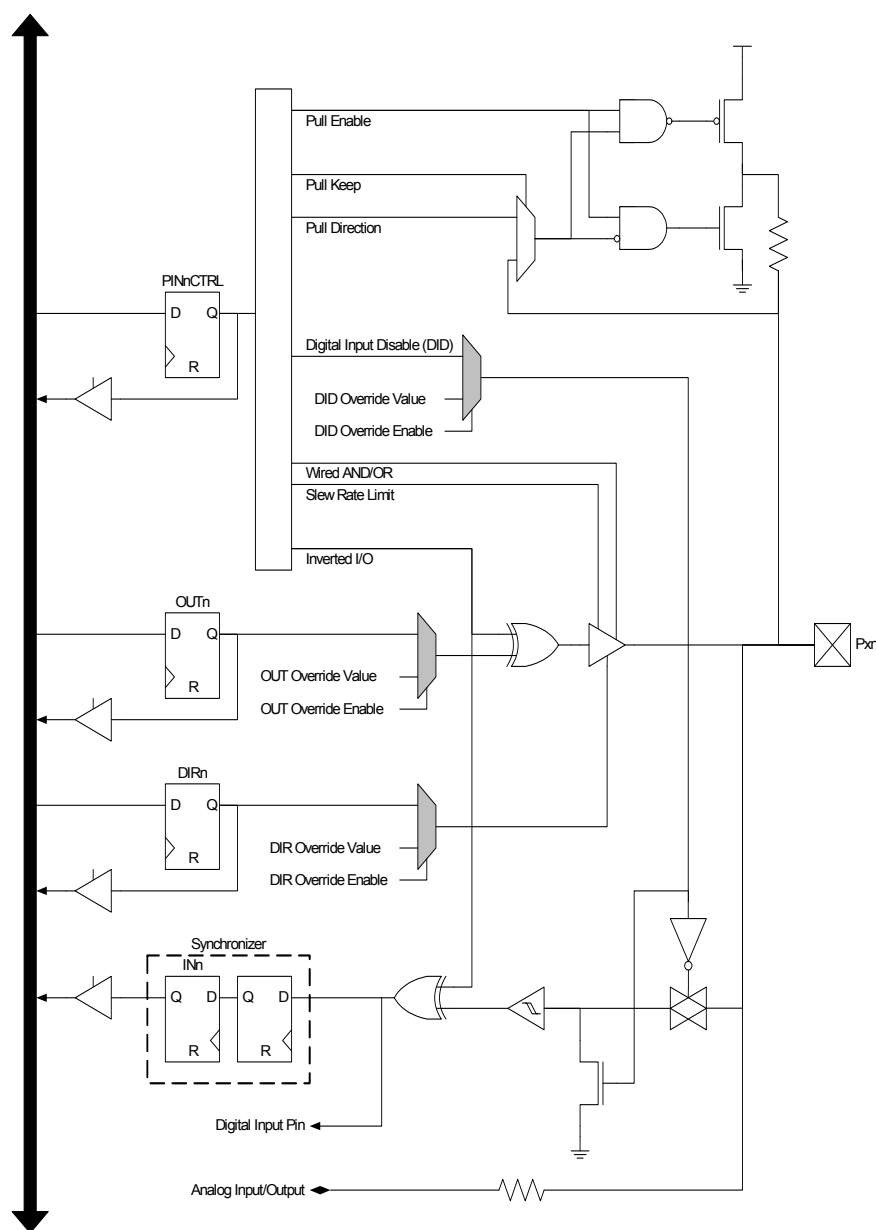 Pull Enable
Pull Keep
Pull Direction
PINnCTRL
D Q
R
Digital Input Disable (DID)
DID Override Value
DID Override Enable
Wired AND/OR
Slew Rate Limit
Inverted I/O
OUTn
D Q
R
OUT Override Value
OUT Override Enable
Pxn
DIRn
D Q
R
DIR Override Value
DIR Override Enable
Synchronizer
INn
Q D Q D
R R
Digital Input Pin
Analog Input/Output